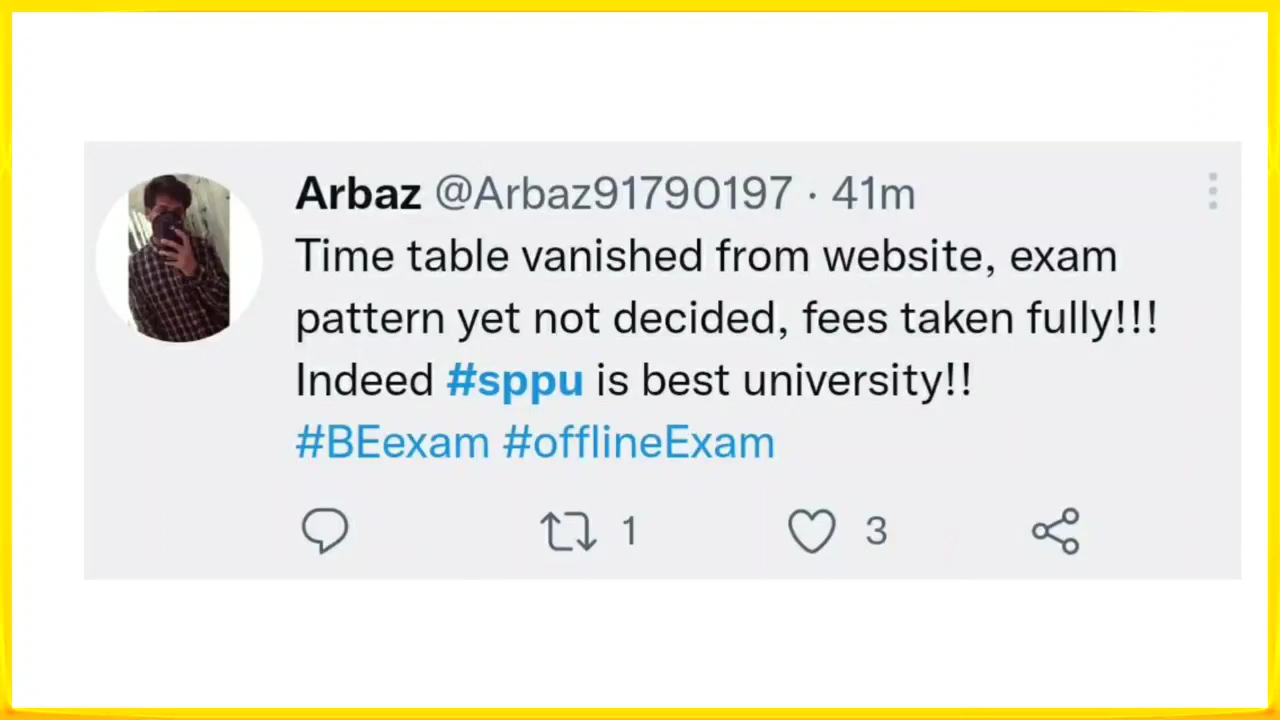 Arbaz @Arbaz91790197 · 41m
Time table vanished from website, exam
pattern yet not decided, fees taken fully!!!
Indeed #sppu is best university!!
#BEexam #offlineExam
1 3